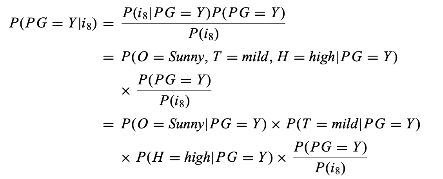 P(PG = Y|i₈) = P(i₈|PG = Y)P(PG = Y) / P(i₈)
= P(O = Sunny, T = mild, H = high|PG = Y)
× P(PG = Y) / P(i₈)
= P(O = Sunny|PG = Y) × P(T = mild|PG = Y)
× P(H = high|PG = Y) × P(PG = Y) / P(i₈)